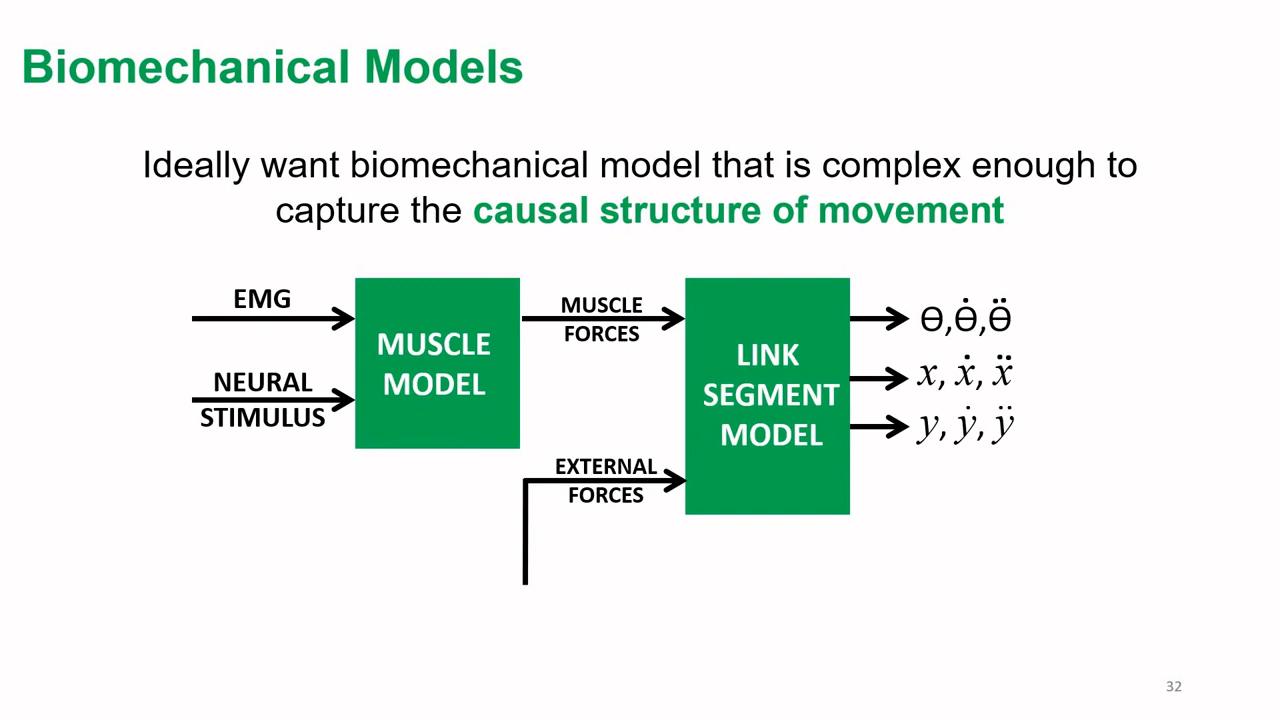 Biomechanical Models
Ideally want biomechanical model that is complex enough to
capture the causal structure of movement
EMG
NEURAL
STIMULUS
MUSCLE
MODEL
MUSCLE
FORCES
EXTERNAL
FORCES
LINK
SEGMENT
MODEL
ϴ,ϴ̇,ϴ̈
x, ẋ, ẍ
y, ẏ, ÿ
32